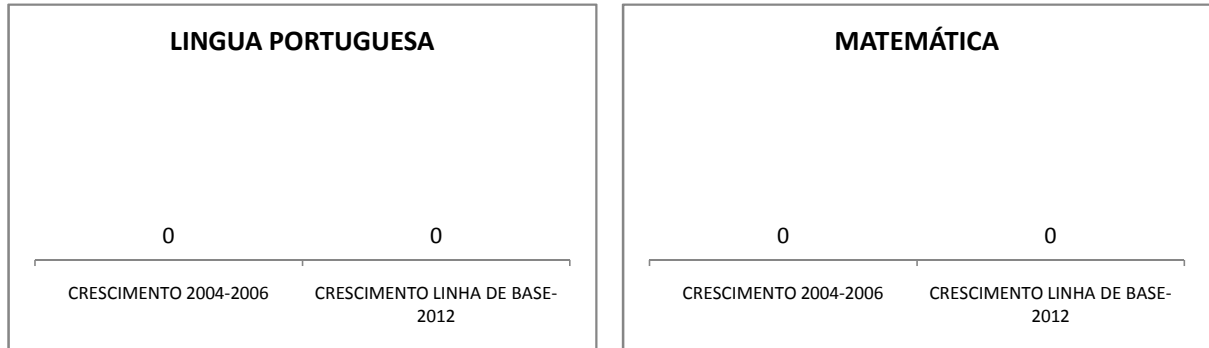 LINGUA PORTUGUESA
0
0
CRESCIMENTO 2004-2006
CRESCIMENTO LINHA DE BASE-
2012
MATEMÁTICA
0
0
CRESCIMENTO 2004-2006
CRESCIMENTO LINHA DE BASE-
2012